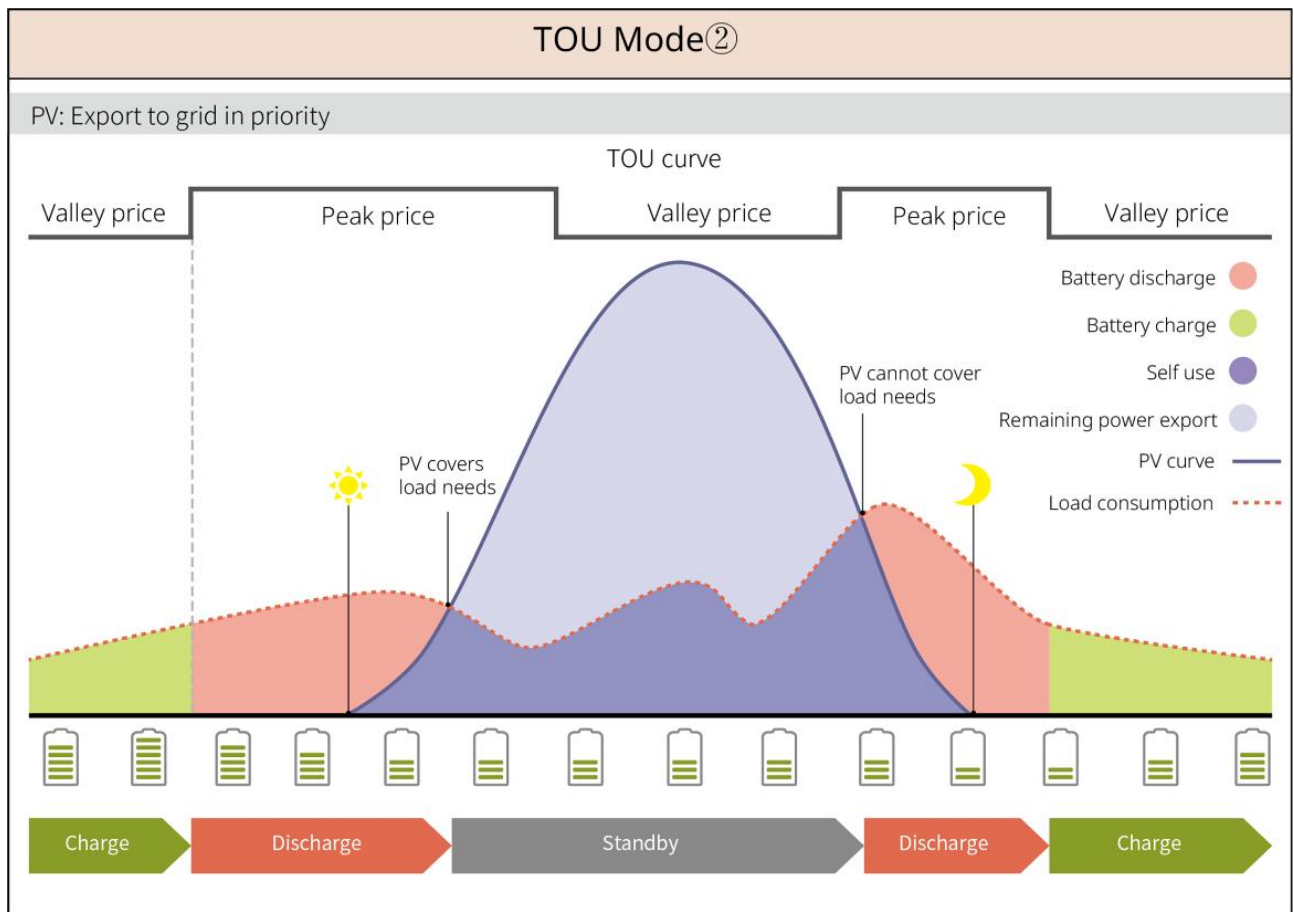 TOU Mode②
PV: Export to grid in priority
TOU curve
Valley price
Peak price
Valley price
Peak price
Valley price
Battery discharge
Battery charge
Self use
Remaining power export
PV curve
Load consumption
PV covers
load needs
PV cannot cover
load needs
Charge
Discharge
Standby
Discharge
Charge